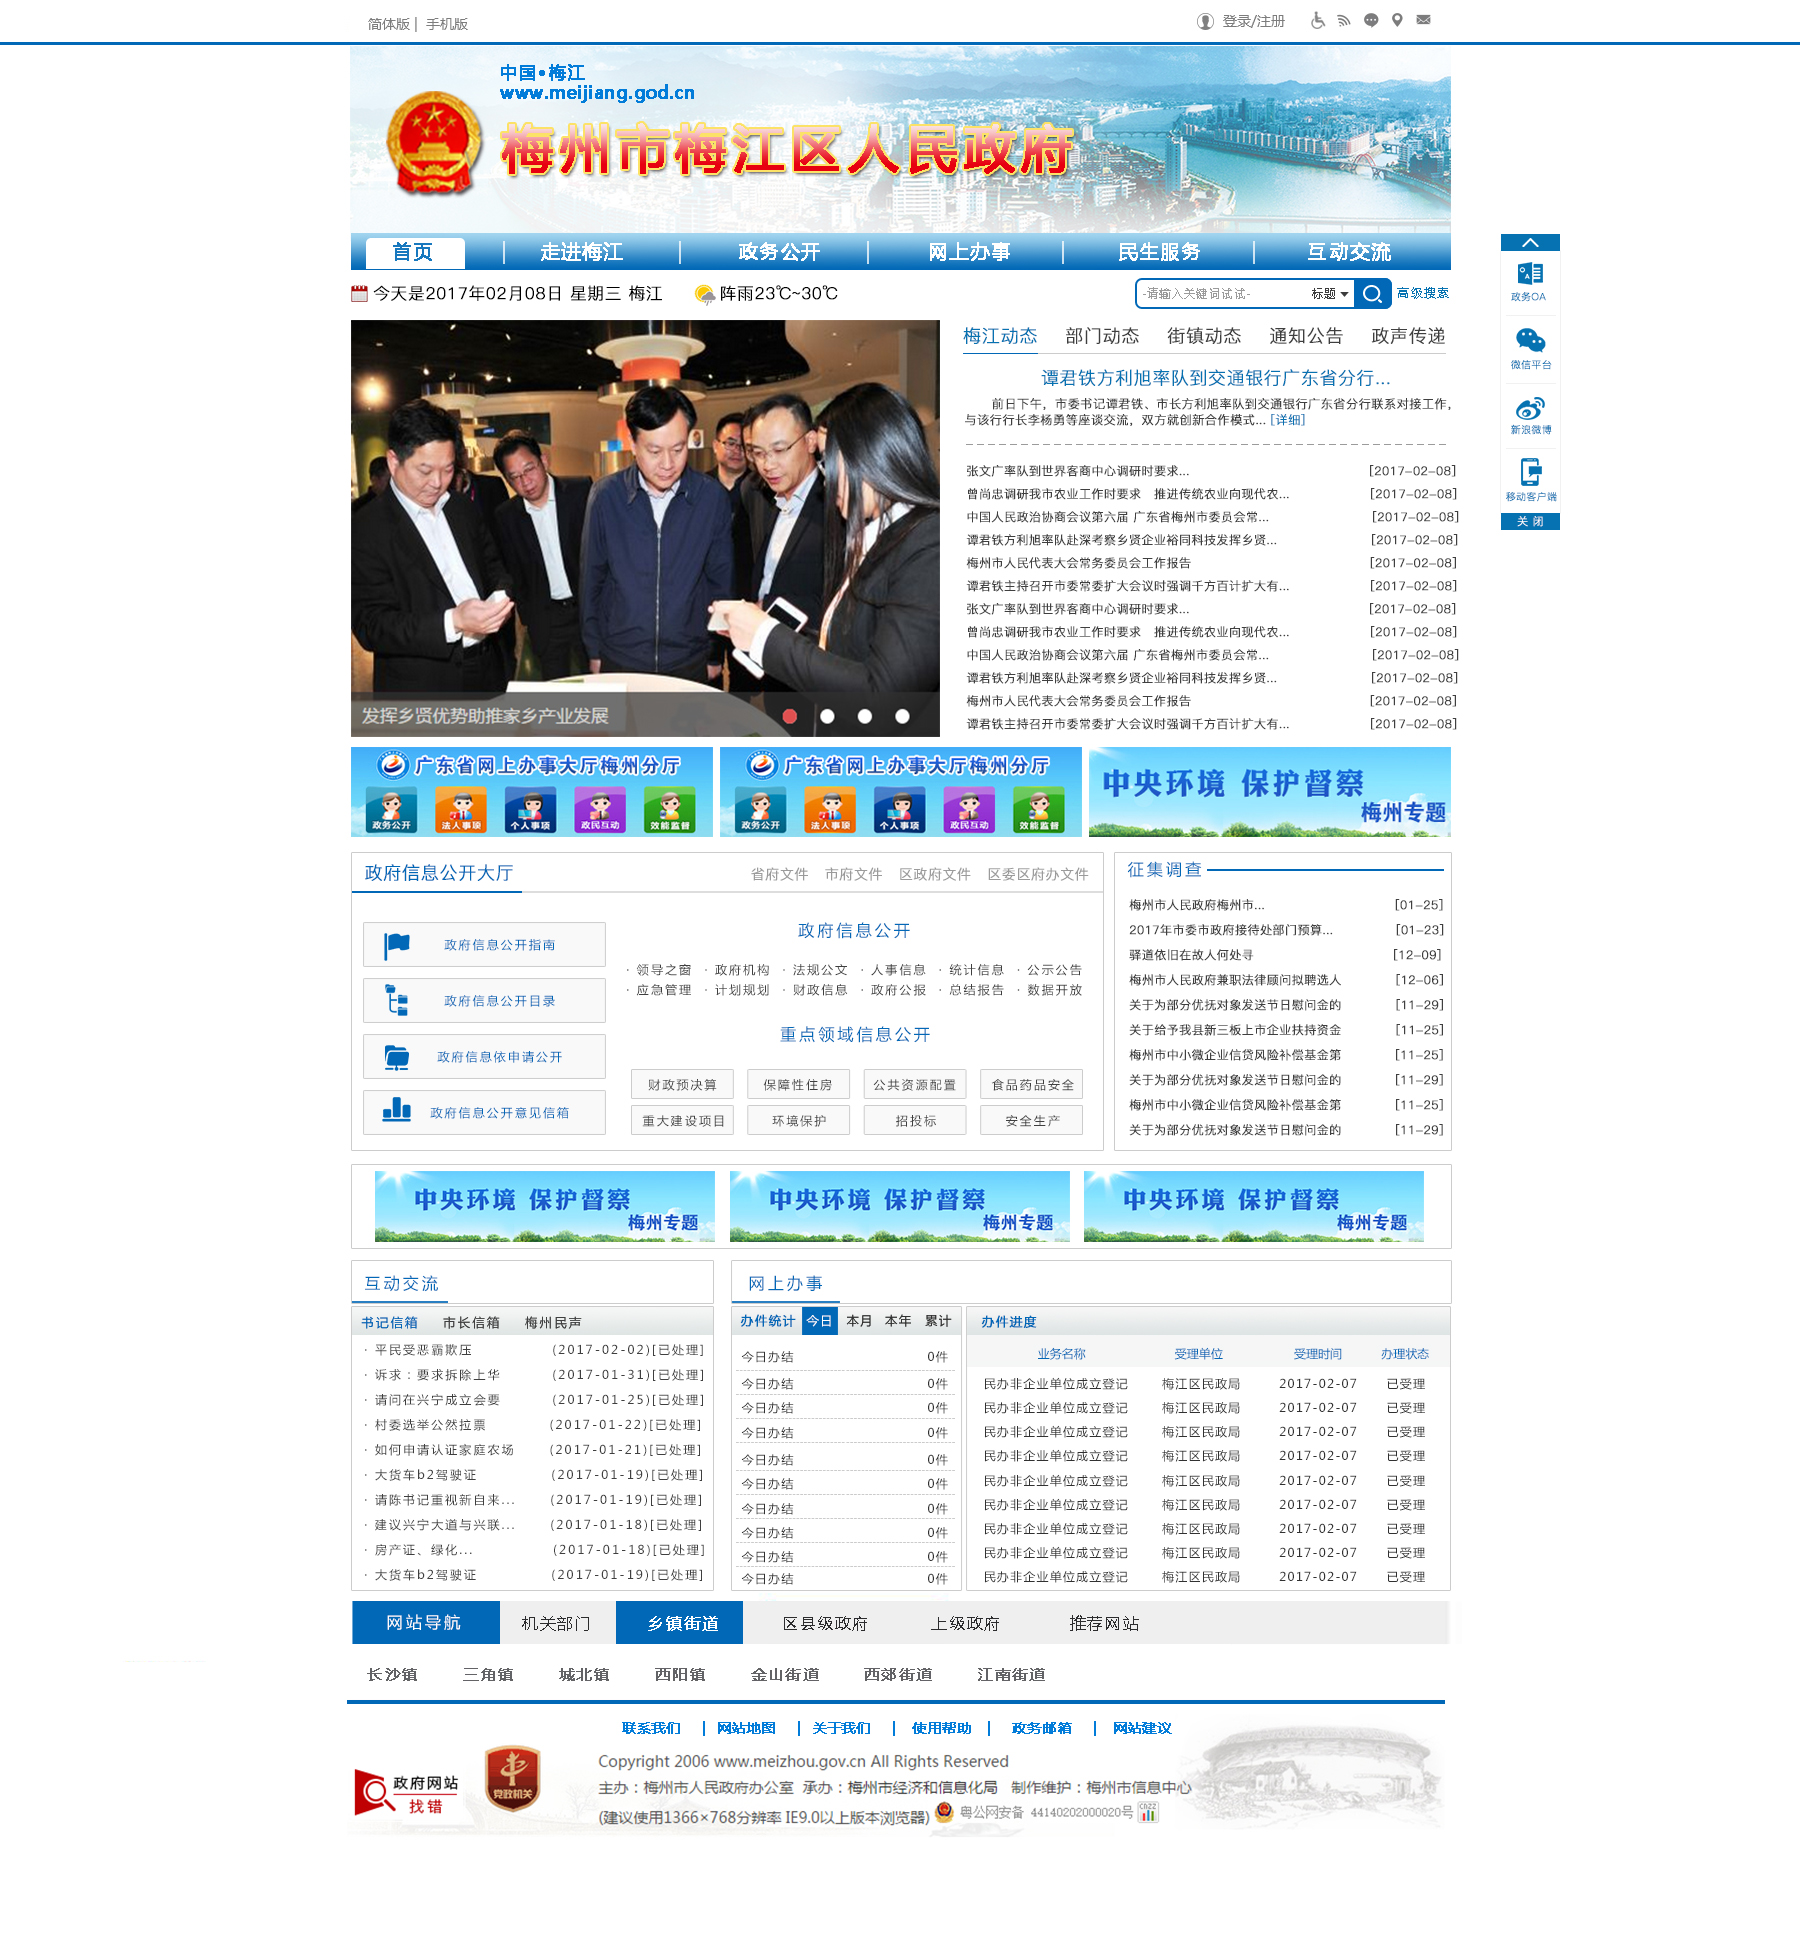 简体版 | 手机版
登录/注册
中国•梅江
www.meijiang.god.cn
梅州市梅江区人民政府
首页 走进梅江 政务公开 网上办事 民生服务 互动交流
今天是2017年02月08日 星期三 梅江 阵雨23℃~30℃
-请输入关键词试试- 标题 高级搜索
政务OA
微信平台
新浪微博
移动客户端
关 闭
发挥乡贤优势助推家乡产业发展
梅江动态 部门动态 街镇动态 通知公告 政声传递
谭君铁方利旭率队到交通银行广东省分行...
前日下午，市委书记谭君铁、市长方利旭率队到交通银行广东省分行联系对接工作，
与该行行长李杨勇等座谈交流，双方就创新合作模式... [详细]
张文广率队到世界客商中心调研时要求... [2017-02-08]
曾尚忠调研我市农业工作时要求 推进传统农业向现代农... [2017-02-08]
中国人民政治协商会议第六届 广东省梅州市委员会常... [2017-02-08]
谭君铁方利旭率队赴深考察乡贤企业裕同科技发挥乡贤... [2017-02-08]
梅州市人民代表大会常务委员会工作报告 [2017-02-08]
谭君铁主持召开市委常委扩大会议时强调千方百计扩大有... [2017-02-08]
张文广率队到世界客商中心调研时要求... [2017-02-08]
曾尚忠调研我市农业工作时要求 推进传统农业向现代农... [2017-02-08]
中国人民政治协商会议第六届 广东省梅州市委员会常... [2017-02-08]
谭君铁方利旭率队赴深考察乡贤企业裕同科技发挥乡贤... [2017-02-08]
梅州市人民代表大会常务委员会工作报告 [2017-02-08]
谭君铁主持召开市委常委扩大会议时强调千方百计扩大有... [2017-02-08]
广东省网上办事大厅梅州分厅
政务公开 法人事项 个人事项 政民互动 效能监督
广东省网上办事大厅梅州分厅
政务公开 法人事项 个人事项 政民互动 效能监督
中央环境 保护督察
梅州专题
政府信息公开大厅 省府文件 市府文件 区政府文件 区委区府办文件
政府信息公开指南
政府信息公开目录
政府信息依申请公开
政府信息公开意见信箱
政府信息公开
· 领导之窗 · 政府机构 · 法规公文 · 人事信息 · 统计信息 · 公示公告
· 应急管理 · 计划规划 · 财政信息 · 政府公报 · 总结报告 · 数据开放
重点领域信息公开
财政预决算 保障性住房 公共资源配置 食品药品安全
重大建设项目 环境保护 招投标 安全生产
征集调查
梅州市人民政府梅州市... [01-25]
2017年市委市政府接待处部门预算... [01-23]
驿道依旧在故人何处寻 [12-09]
梅州市人民政府兼职法律顾问拟聘选人 [12-06]
关于为部分优抚对象发送节日慰问金的 [11-29]
关于给予我县新三板上市企业扶持资金 [11-25]
梅州市中小微企业信贷风险补偿基金第 [11-25]
关于为部分优抚对象发送节日慰问金的 [11-29]
梅州市中小微企业信贷风险补偿基金第 [11-25]
关于为部分优抚对象发送节日慰问金的 [11-29]
中央环境 保护督察
梅州专题
中央环境 保护督察
梅州专题
中央环境 保护督察
梅州专题
互动交流
书记信箱 市长信箱 梅州民声
· 平民受恶霸欺压 (2017-02-02)[已处理]
· 诉求：要求拆除上华 (2017-01-31)[已处理]
· 请问在兴宁成立会要 (2017-01-25)[已处理]
· 村委选举公然拉票 (2017-01-22)[已处理]
· 如何申请认证家庭农场 (2017-01-21)[已处理]
· 大货车b2驾驶证 (2017-01-19)[已处理]
· 请陈书记重视新自来... (2017-01-19)[已处理]
· 建议兴宁大道与兴联... (2017-01-18)[已处理]
· 房产证、绿化... (2017-01-18)[已处理]
· 大货车b2驾驶证 (2017-01-19)[已处理]
网上办事
办件统计 今日 本月 本年 累计
今日办结 0件
今日办结 0件
今日办结 0件
今日办结 0件
今日办结 0件
今日办结 0件
今日办结 0件
今日办结 0件
今日办结 0件
今日办结 0件
办件进度
业务名称 受理单位 受理时间 办理状态
民办非企业单位成立登记 梅江区民政局 2017-02-07 已受理
民办非企业单位成立登记 梅江区民政局 2017-02-07 已受理
民办非企业单位成立登记 梅江区民政局 2017-02-07 已受理
民办非企业单位成立登记 梅江区民政局 2017-02-07 已受理
民办非企业单位成立登记 梅江区民政局 2017-02-07 已受理
民办非企业单位成立登记 梅江区民政局 2017-02-07 已受理
民办非企业单位成立登记 梅江区民政局 2017-02-07 已受理
民办非企业单位成立登记 梅江区民政局 2017-02-07 已受理
民办非企业单位成立登记 梅江区民政局 2017-02-07 已受理
网站导航 机关部门 乡镇街道 区县级政府 上级政府 推荐网站
长沙镇 三角镇 城北镇 西阳镇 金山街道 西郊街道 江南街道
联系我们 网站地图 关于我们 使用帮助 政务邮箱 网站建议
政府网站
找错
党政机关
Copyright 2006 www.meizhou.gov.cn All Rights Reserved
主办：梅州市人民政府办公室 承办：梅州市经济和信息化局 制作维护：梅州市信息中心
(建议使用1366×768分辨率 IE9.0以上版本浏览器) 粤公网安备 44140202000020号 CNZZ